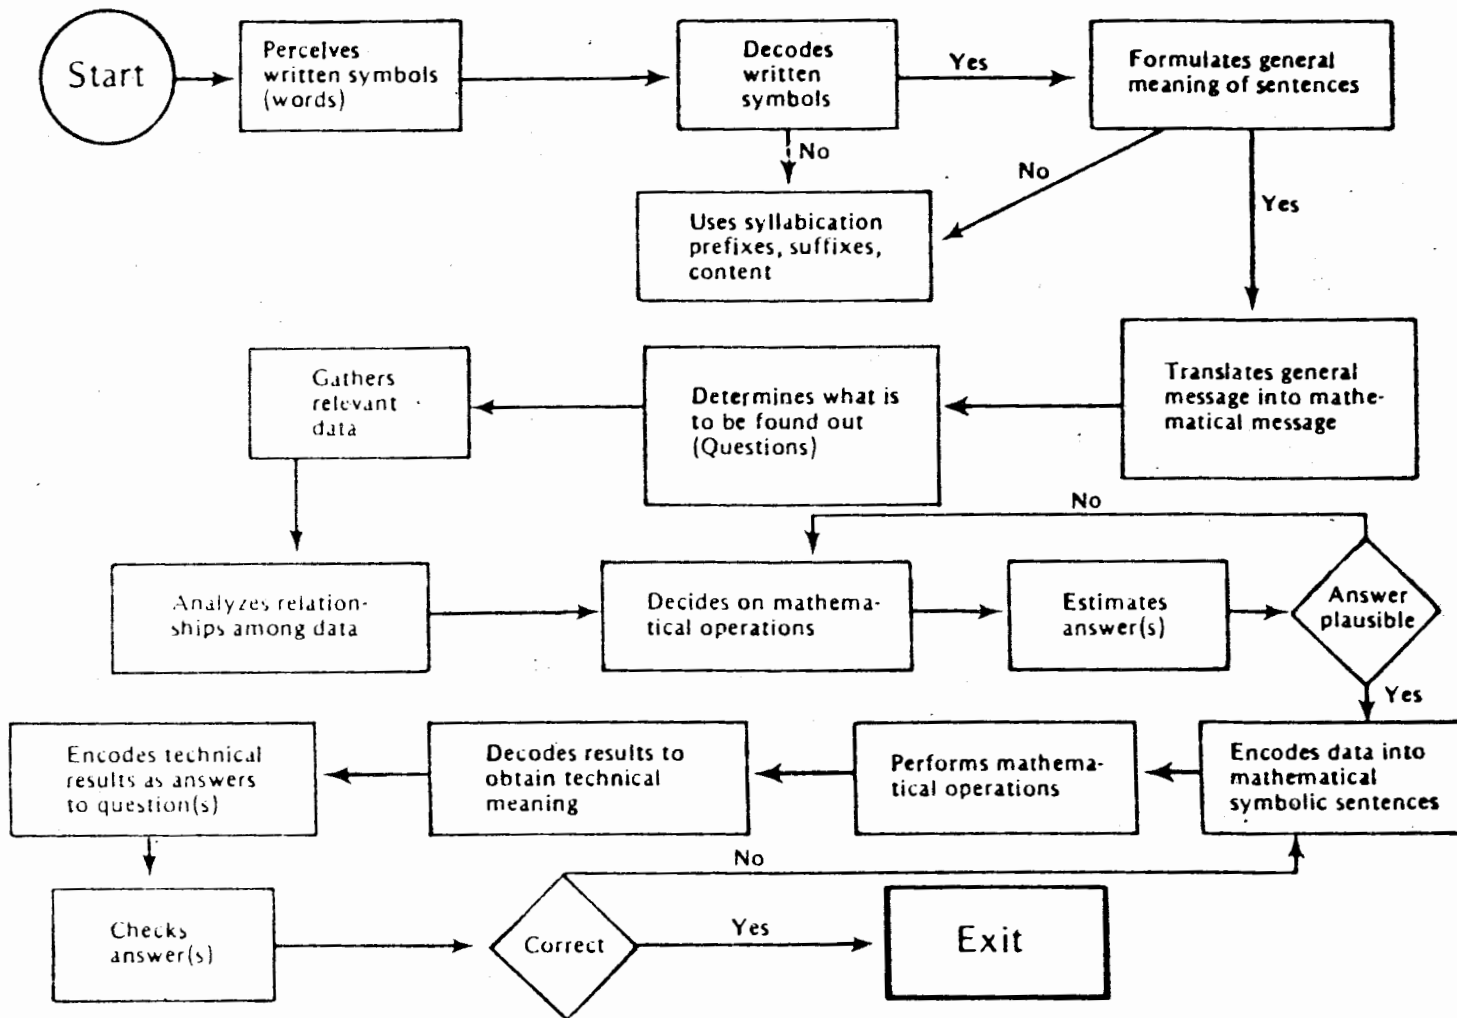 Start
Perceives
written symbols
(words)
Decodes
written
symbols
Yes
Formulates general
meaning of sentences
No
No
Yes
Uses syllabication
prefixes, suffixes,
content
Gathers
relevant
data
Determines what is
to be found out
(Questions)
Translates general
message into mathe-
matical message
No
Analyzes relation-
ships among data
Decides on mathema-
tical operations
Estimates
answer(s)
Answer
plausible
Yes
Encodes technical
results as answers
to question(s)
Decodes results to
obtain technical
meaning
Performs mathema-
tical operations
Encodes data into
mathematical
symbolic sentences
No
Checks
answer(s)
Correct
Yes
Exit